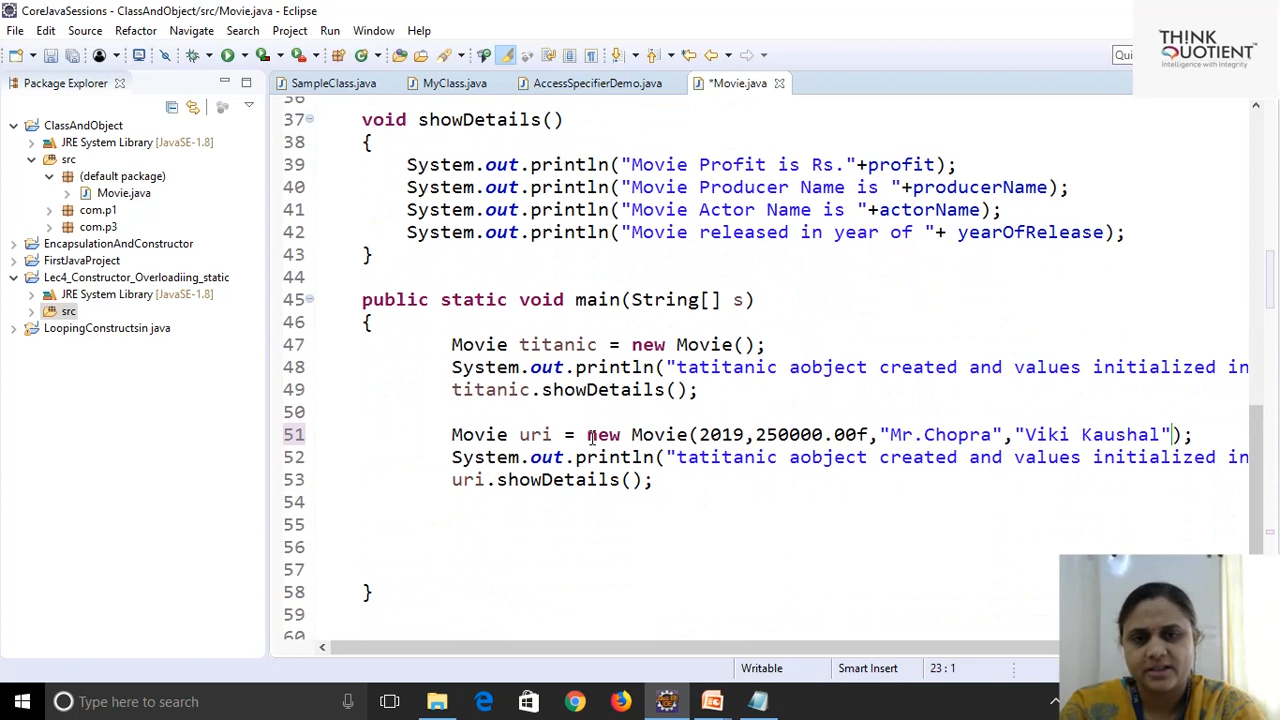 CoreJavaSessions - ClassAndObject/src/Movie.java - Eclipse
File Edit Source Refactor Navigate Search Project Run Window Help
THINK
QUOTIENT
Intelligence with Integrity
Qui
Package Explorer
SampleClass.java MyClass.java AccessSpecifierDemo.java *Movie.java
ClassAndObject
JRE System Library [JavaSE-1.8]
src
(default package)
Movie.java
com.p1
com.p3
EncapsulationAndConstructor
FirstJavaProject
Lec4_Constructor_Overloadiing_static
JRE System Library [JavaSE-1.8]
src
LoopingConstructsin java
36
37 void showDetails()
38 {
39 System.out.println("Movie Profit is Rs."+profit);
40 System.out.println("Movie Producer Name is "+producerName);
41 System.out.println("Movie Actor Name is "+actorName);
42 System.out.println("Movie released in year of "+ yearOfRelease);
43 }
44
45 public static void main(String[] s)
46 {
47 Movie titanic = new Movie();
48 System.out.println("tatitanic aobject created and values initialized in
49 titanic.showDetails();
50
51 Movie uri = new Movie(2019,250000.00f,"Mr.Chopra","Viki Kaushal");
52 System.out.println("tatitanic aobject created and values initialized in
53 uri.showDetails();
54
55
56
57
58 }
59
60
Writable Smart Insert 23 : 1
Type here to search